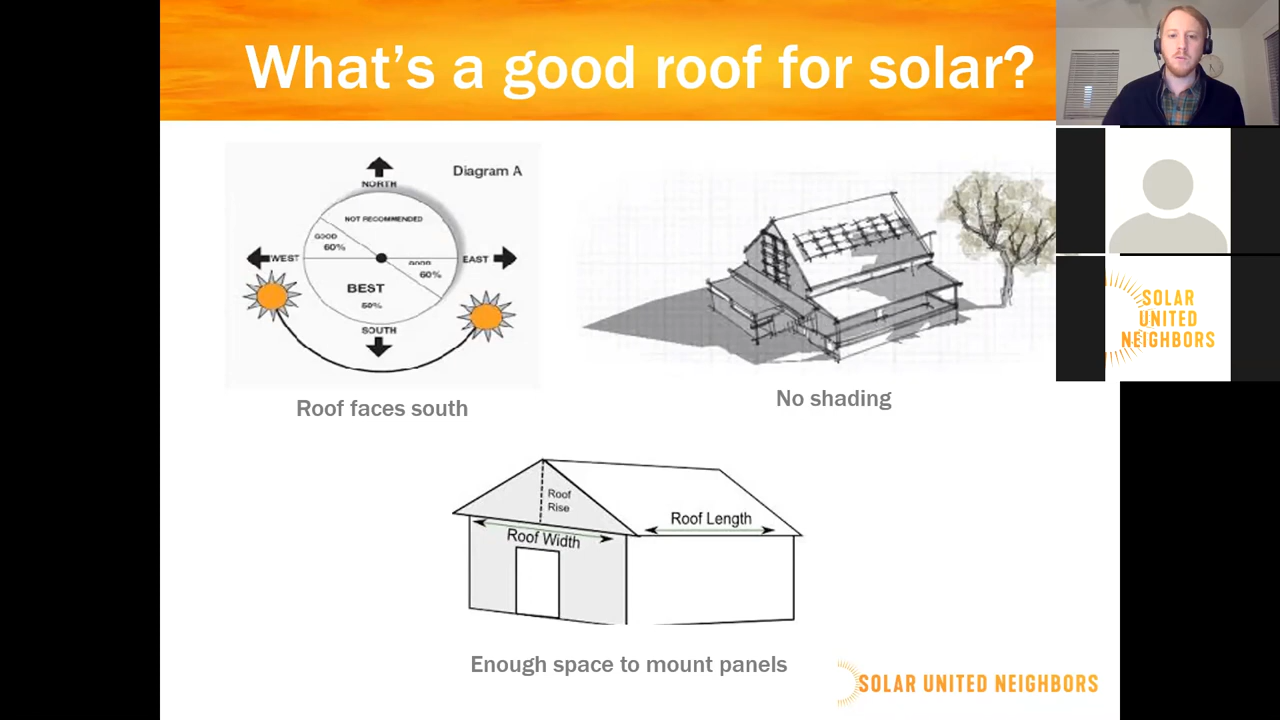 What's a good roof for solar?
Diagram A
NORTH
NOT RECOMMENDED
GOOD
60%
WEST
EAST
GOOD
60%
BEST
50%
SOUTH
Roof faces south
No shading
SOLAR
UNITED
NEIGHBORS
Roof
Rise
Roof Width
Roof Length
Enough space to mount panels
SOLAR UNITED NEIGHBORS